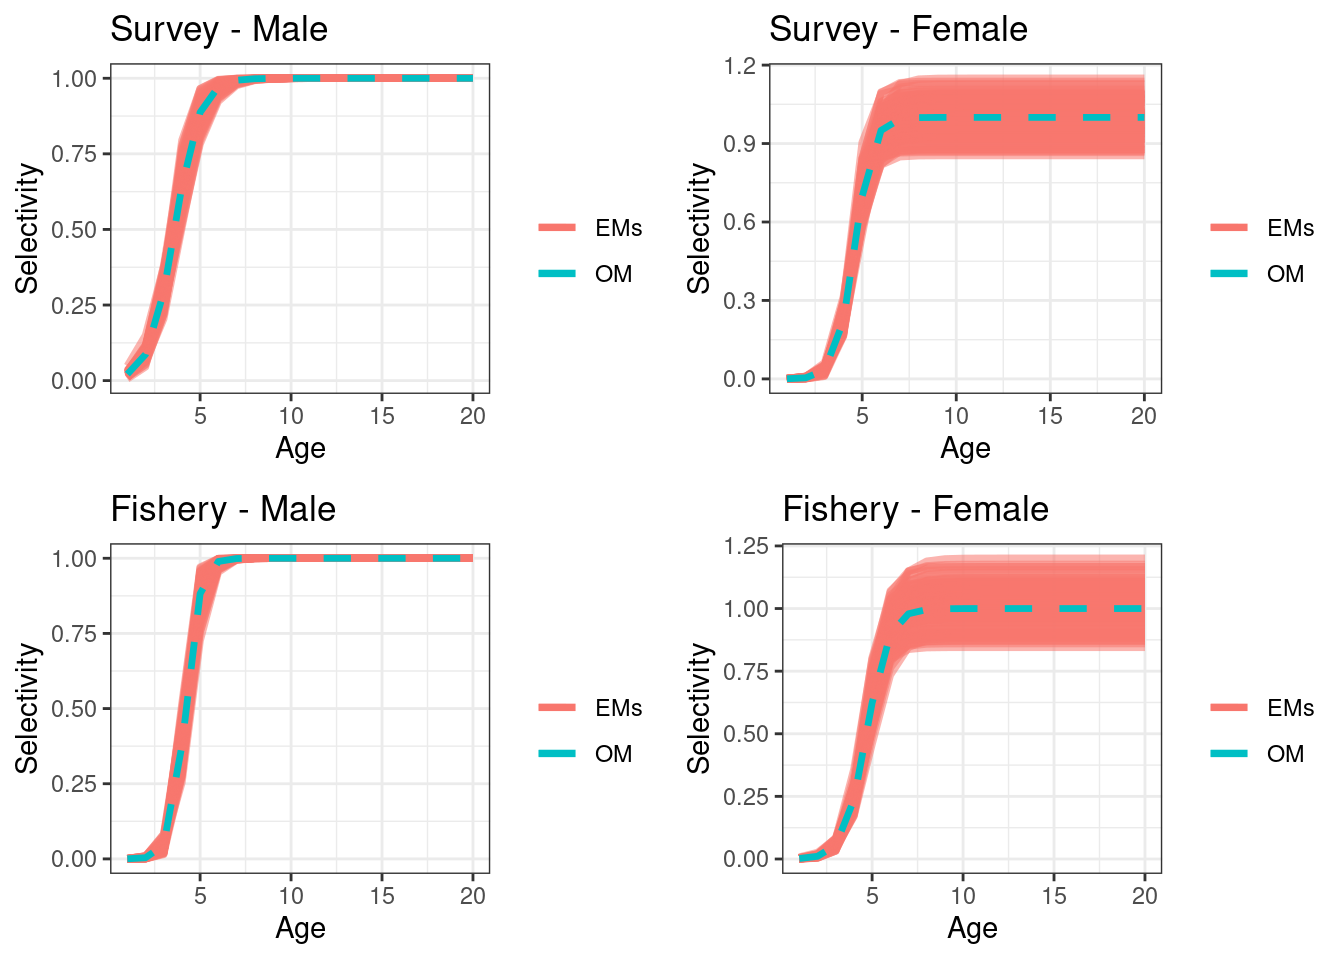 Survey - Male
Selectivity
1.00
0.75
0.50
0.25
0.00
5 10 15 20
Age
EMs
OM
Survey - Female
Selectivity
1.2
0.9
0.6
0.3
0.0
5 10 15 20
Age
EMs
OM
Fishery - Male
Selectivity
1.00
0.75
0.50
0.25
0.00
5 10 15 20
Age
EMs
OM
Fishery - Female
Selectivity
1.25
1.00
0.75
0.50
0.25
0.00
5 10 15 20
Age
EMs
OM